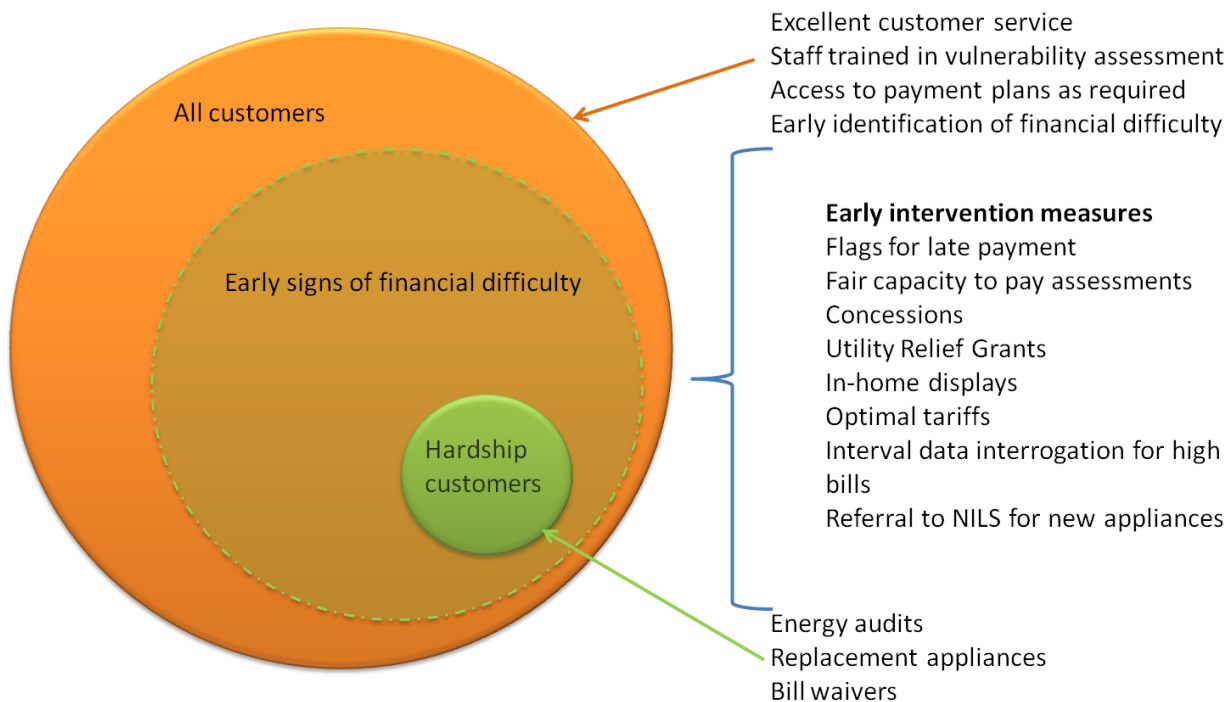 Excellent customer service
Staff trained in vulnerability assessment
Access to payment plans as required
Early identification of financial difficulty
All customers
Early signs of financial difficulty
Hardship
customers
Early intervention measures
Flags for late payment
Fair capacity to pay assessments
Concessions
Utility Relief Grants
In-home displays
Optimal tariffs
Interval data interrogation for high
bills
Referral to NILS for new appliances
Energy audits
Replacement appliances
Bill waivers